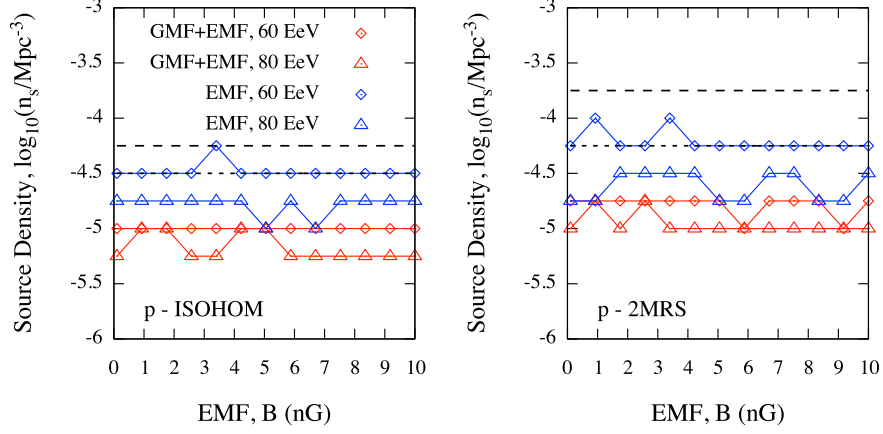 Source Density, log10(ns/Mpc-3)
-3
-3.5
-4
-4.5
-5
-5.5
-6
GMF+EMF, 60 EeV
GMF+EMF, 80 EeV
EMF, 60 EeV
EMF, 80 EeV
p - ISOHOM
0 1 2 3 4 5 6 7 8 9 10
EMF, B (nG)
Source Density, log10(ns/Mpc-3)
-3
-3.5
-4
-4.5
-5
-5.5
-6
p - 2MRS
0 1 2 3 4 5 6 7 8 9 10
EMF, B (nG)